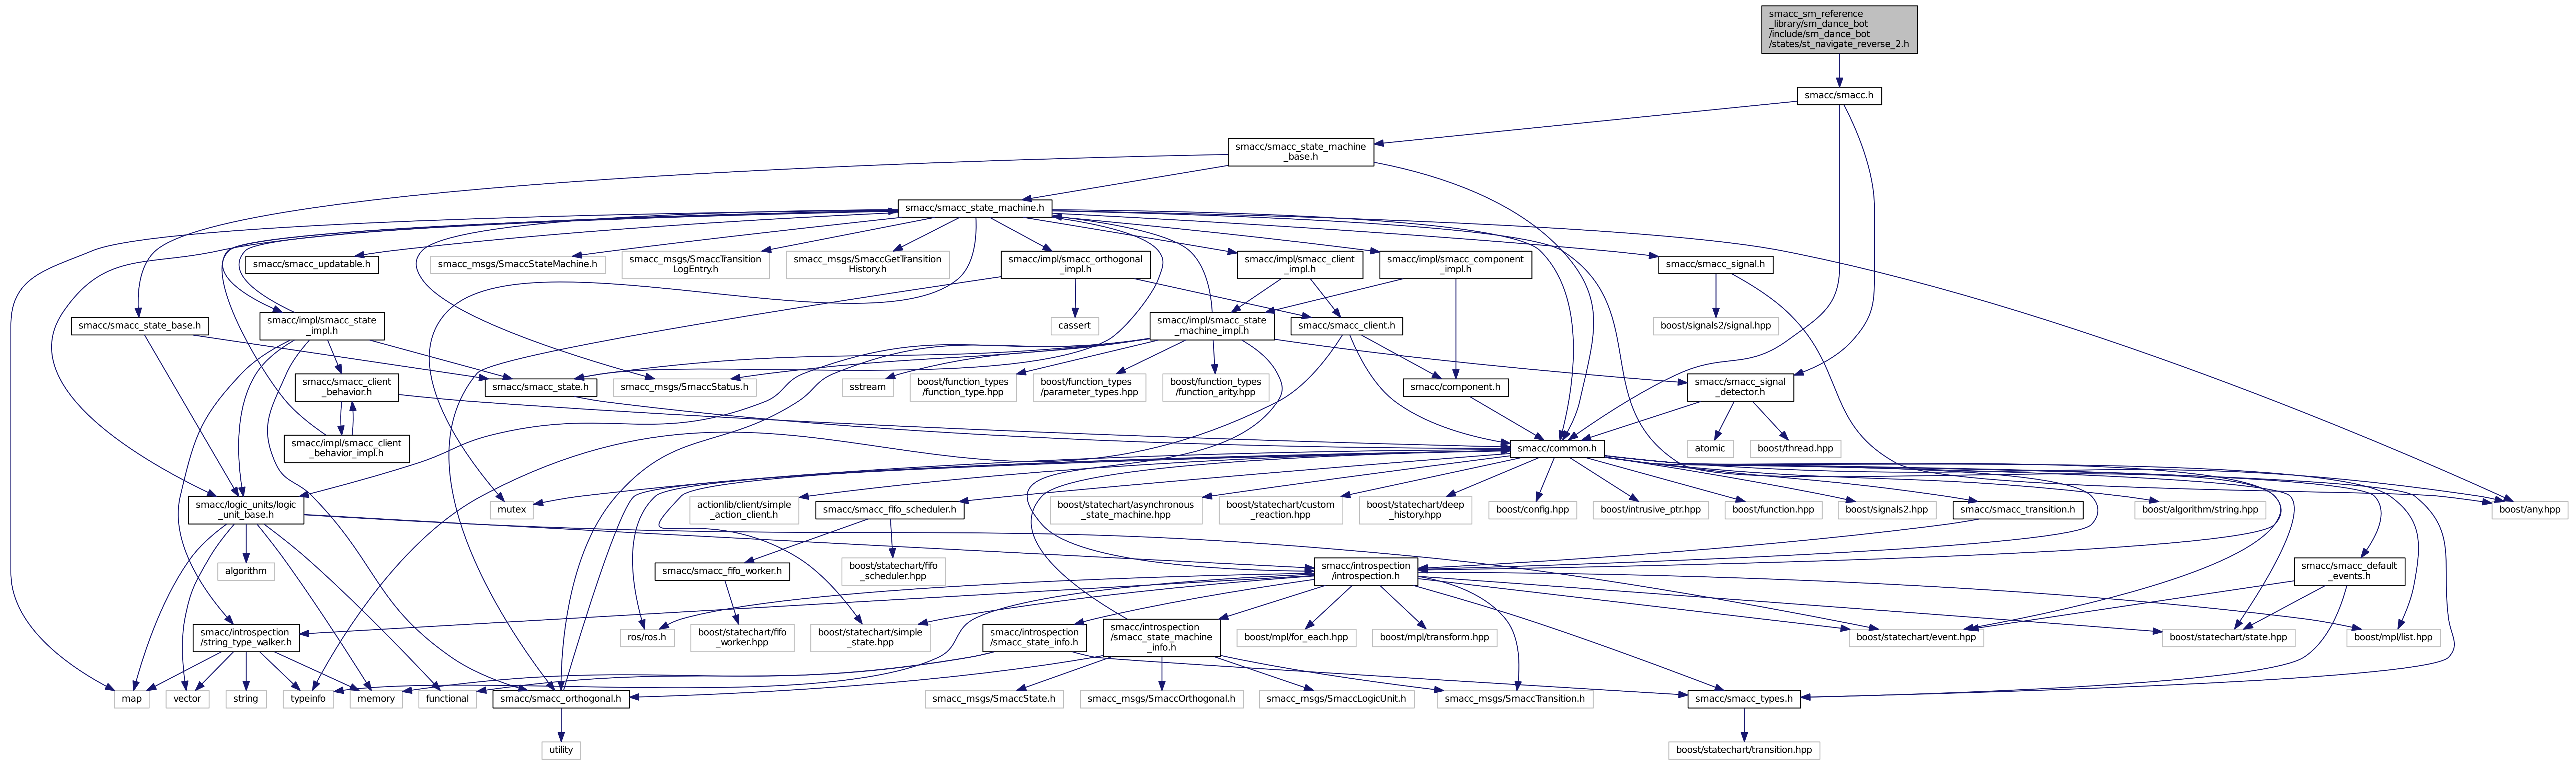 smacc_sm_reference
_library/sm_dance_bot
/include/sm_dance_bot
/states/st_navigate_reverse_2.h
smacc/smacc.h
smacc/smacc_state_machine
_base.h
smacc/smacc_state_machine.h
smacc/smacc_updatable.h
smacc_msgs/SmaccStateMachine.h
smacc_msgs/SmaccTransition
LogEntry.h
smacc_msgs/SmaccGetTransition
History.h
smacc/impl/smacc_orthogonal
_impl.h
smacc/impl/smacc_client
_impl.h
smacc/impl/smacc_component
_impl.h
smacc/smacc_signal.h
smacc/smacc_state_base.h
smacc/impl/smacc_state
_impl.h
cassert
smacc/impl/smacc_state
_machine_impl.h
smacc/smacc_client.h
boost/signals2/signal.hpp
smacc/smacc_client
_behavior.h
smacc/smacc_state.h
smacc_msgs/SmaccStatus.h
sstream
boost/function_types
/function_type.hpp
boost/function_types
/parameter_types.hpp
boost/function_types
/function_arity.hpp
smacc/component.h
smacc/smacc_signal
_detector.h
smacc/impl/smacc_client
_behavior_impl.h
smacc/common.h
atomic
boost/thread.hpp
smacc/logic_units/logic
_unit_base.h
mutex
actionlib/client/simple
_action_client.h
smacc/smacc_fifo_scheduler.h
boost/statechart/asynchronous
_state_machine.hpp
boost/statechart/custom
_reaction.hpp
boost/statechart/deep
_history.hpp
boost/config.hpp
boost/intrusive_ptr.hpp
boost/function.hpp
boost/signals2.hpp
smacc/smacc_transition.h
boost/algorithm/string.hpp
boost/any.hpp
algorithm
smacc/smacc_fifo_worker.h
boost/statechart/fifo
_scheduler.hpp
smacc/introspection
/introspection.h
smacc/smacc_default
_events.h
smacc/introspection
/string_type_walker.h
ros/ros.h
boost/statechart/fifo
_worker.hpp
boost/statechart/simple
_state.hpp
smacc/introspection
/smacc_state_info.h
smacc/introspection
/smacc_state_machine
_info.h
boost/mpl/for_each.hpp
boost/mpl/transform.hpp
boost/statechart/event.hpp
boost/statechart/state.hpp
boost/mpl/list.hpp
map
vector
string
typeinfo
memory
functional
smacc/smacc_orthogonal.h
smacc_msgs/SmaccState.h
smacc_msgs/SmaccOrthogonal.h
smacc_msgs/SmaccLogicUnit.h
smacc_msgs/SmaccTransition.h
smacc/smacc_types.h
utility
boost/statechart/transition.hpp